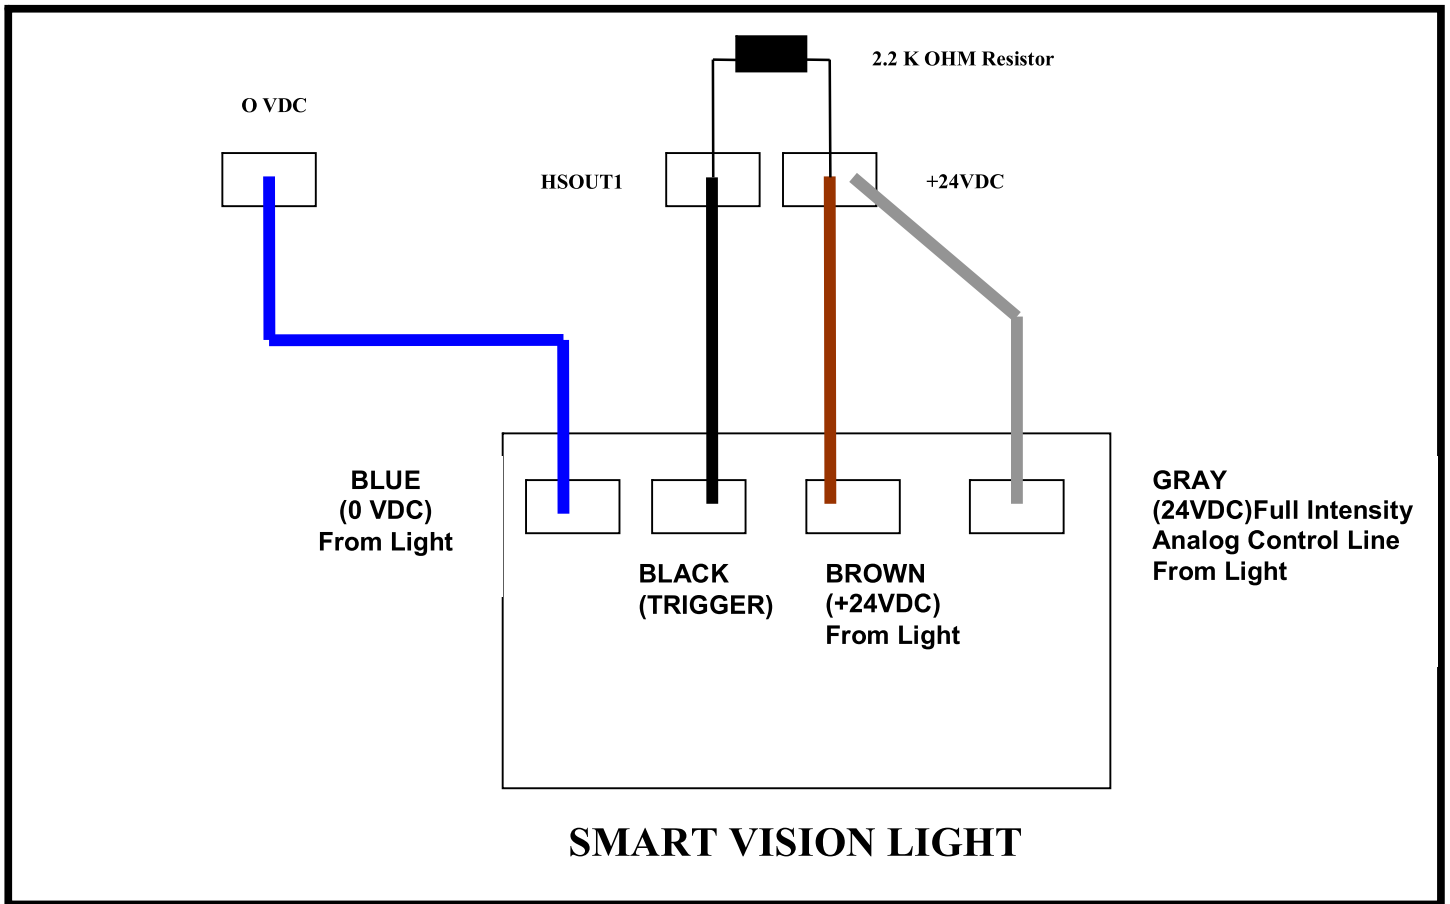 2.2 K OHM Resistor
O VDC
HSOUT1
+24VDC
BLUE
(0 VDC)
From Light
BLACK
(TRIGGER)
BROWN
(+24VDC)
From Light
GRAY
(24VDC)Full Intensity
Analog Control Line
From Light
SMART VISION LIGHT